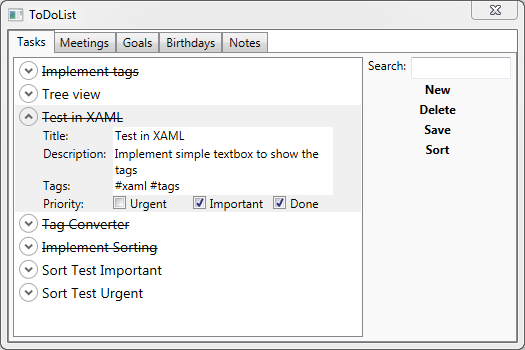 ToDoList
Tasks Meetings Goals Birthdays Notes
Implement tags
Tree view
Test in XAML
Title: Test in XAML
Description: Implement simple textbox to show the
tags
Tags: #xaml #tags
Priority: Urgent Important Done
Tag Converter
Implement Sorting
Sort Test Important
Sort Test Urgent
Search:
New
Delete
Save
Sort